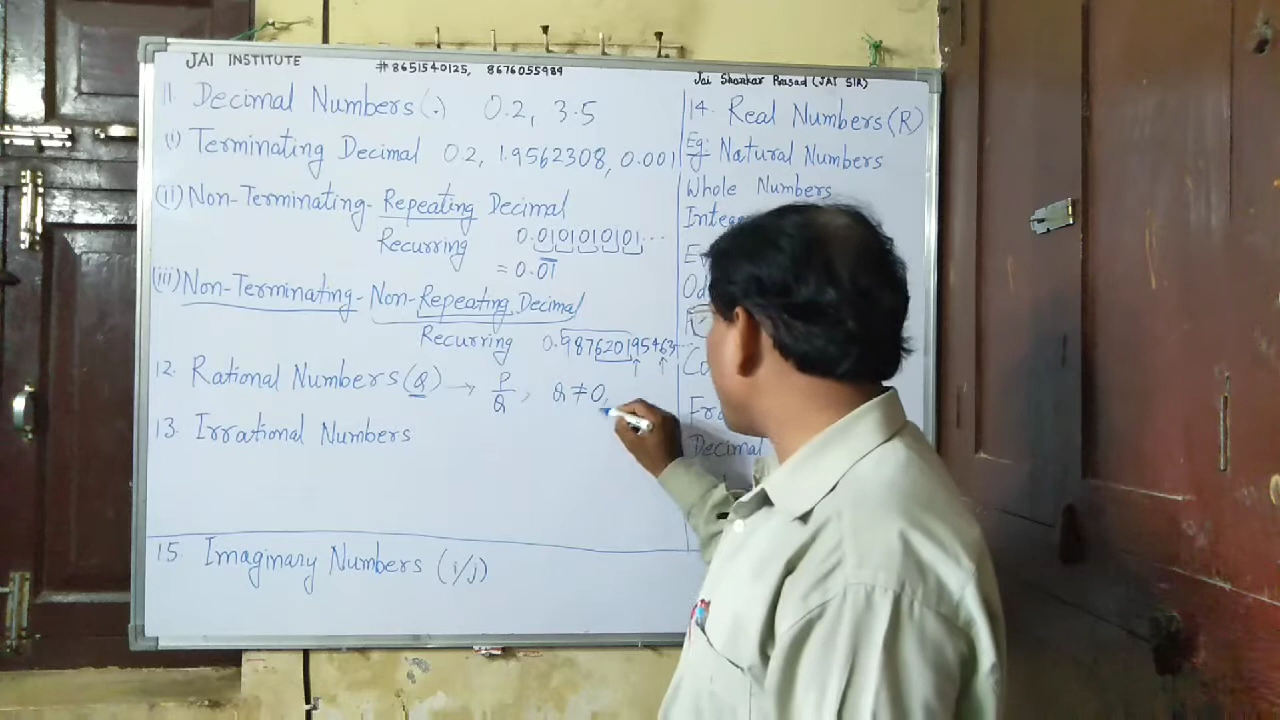 JAI INSTITUTE # 8651540125, 8676055989 Jai Shankar Prasad (JAI SIR)
11. Decimal Numbers (.) 0.2, 3.5
(i) Terminating Decimal 0.2, 1.9562308, 0.001
(ii) Non-Terminating-Repeating Decimal
Recurring 0.0101010101...
= 0.01
(iii) Non-Terminating-Non-Repeating Decimal
Recurring 0.987620195463...
12. Rational Numbers (Q) → P/Q, Q ≠ 0,
13. Irrational Numbers
14. Real Numbers (R)
Eg: Natural Numbers
Whole Numbers
Decimal
15. Imaginary Numbers (i/j)